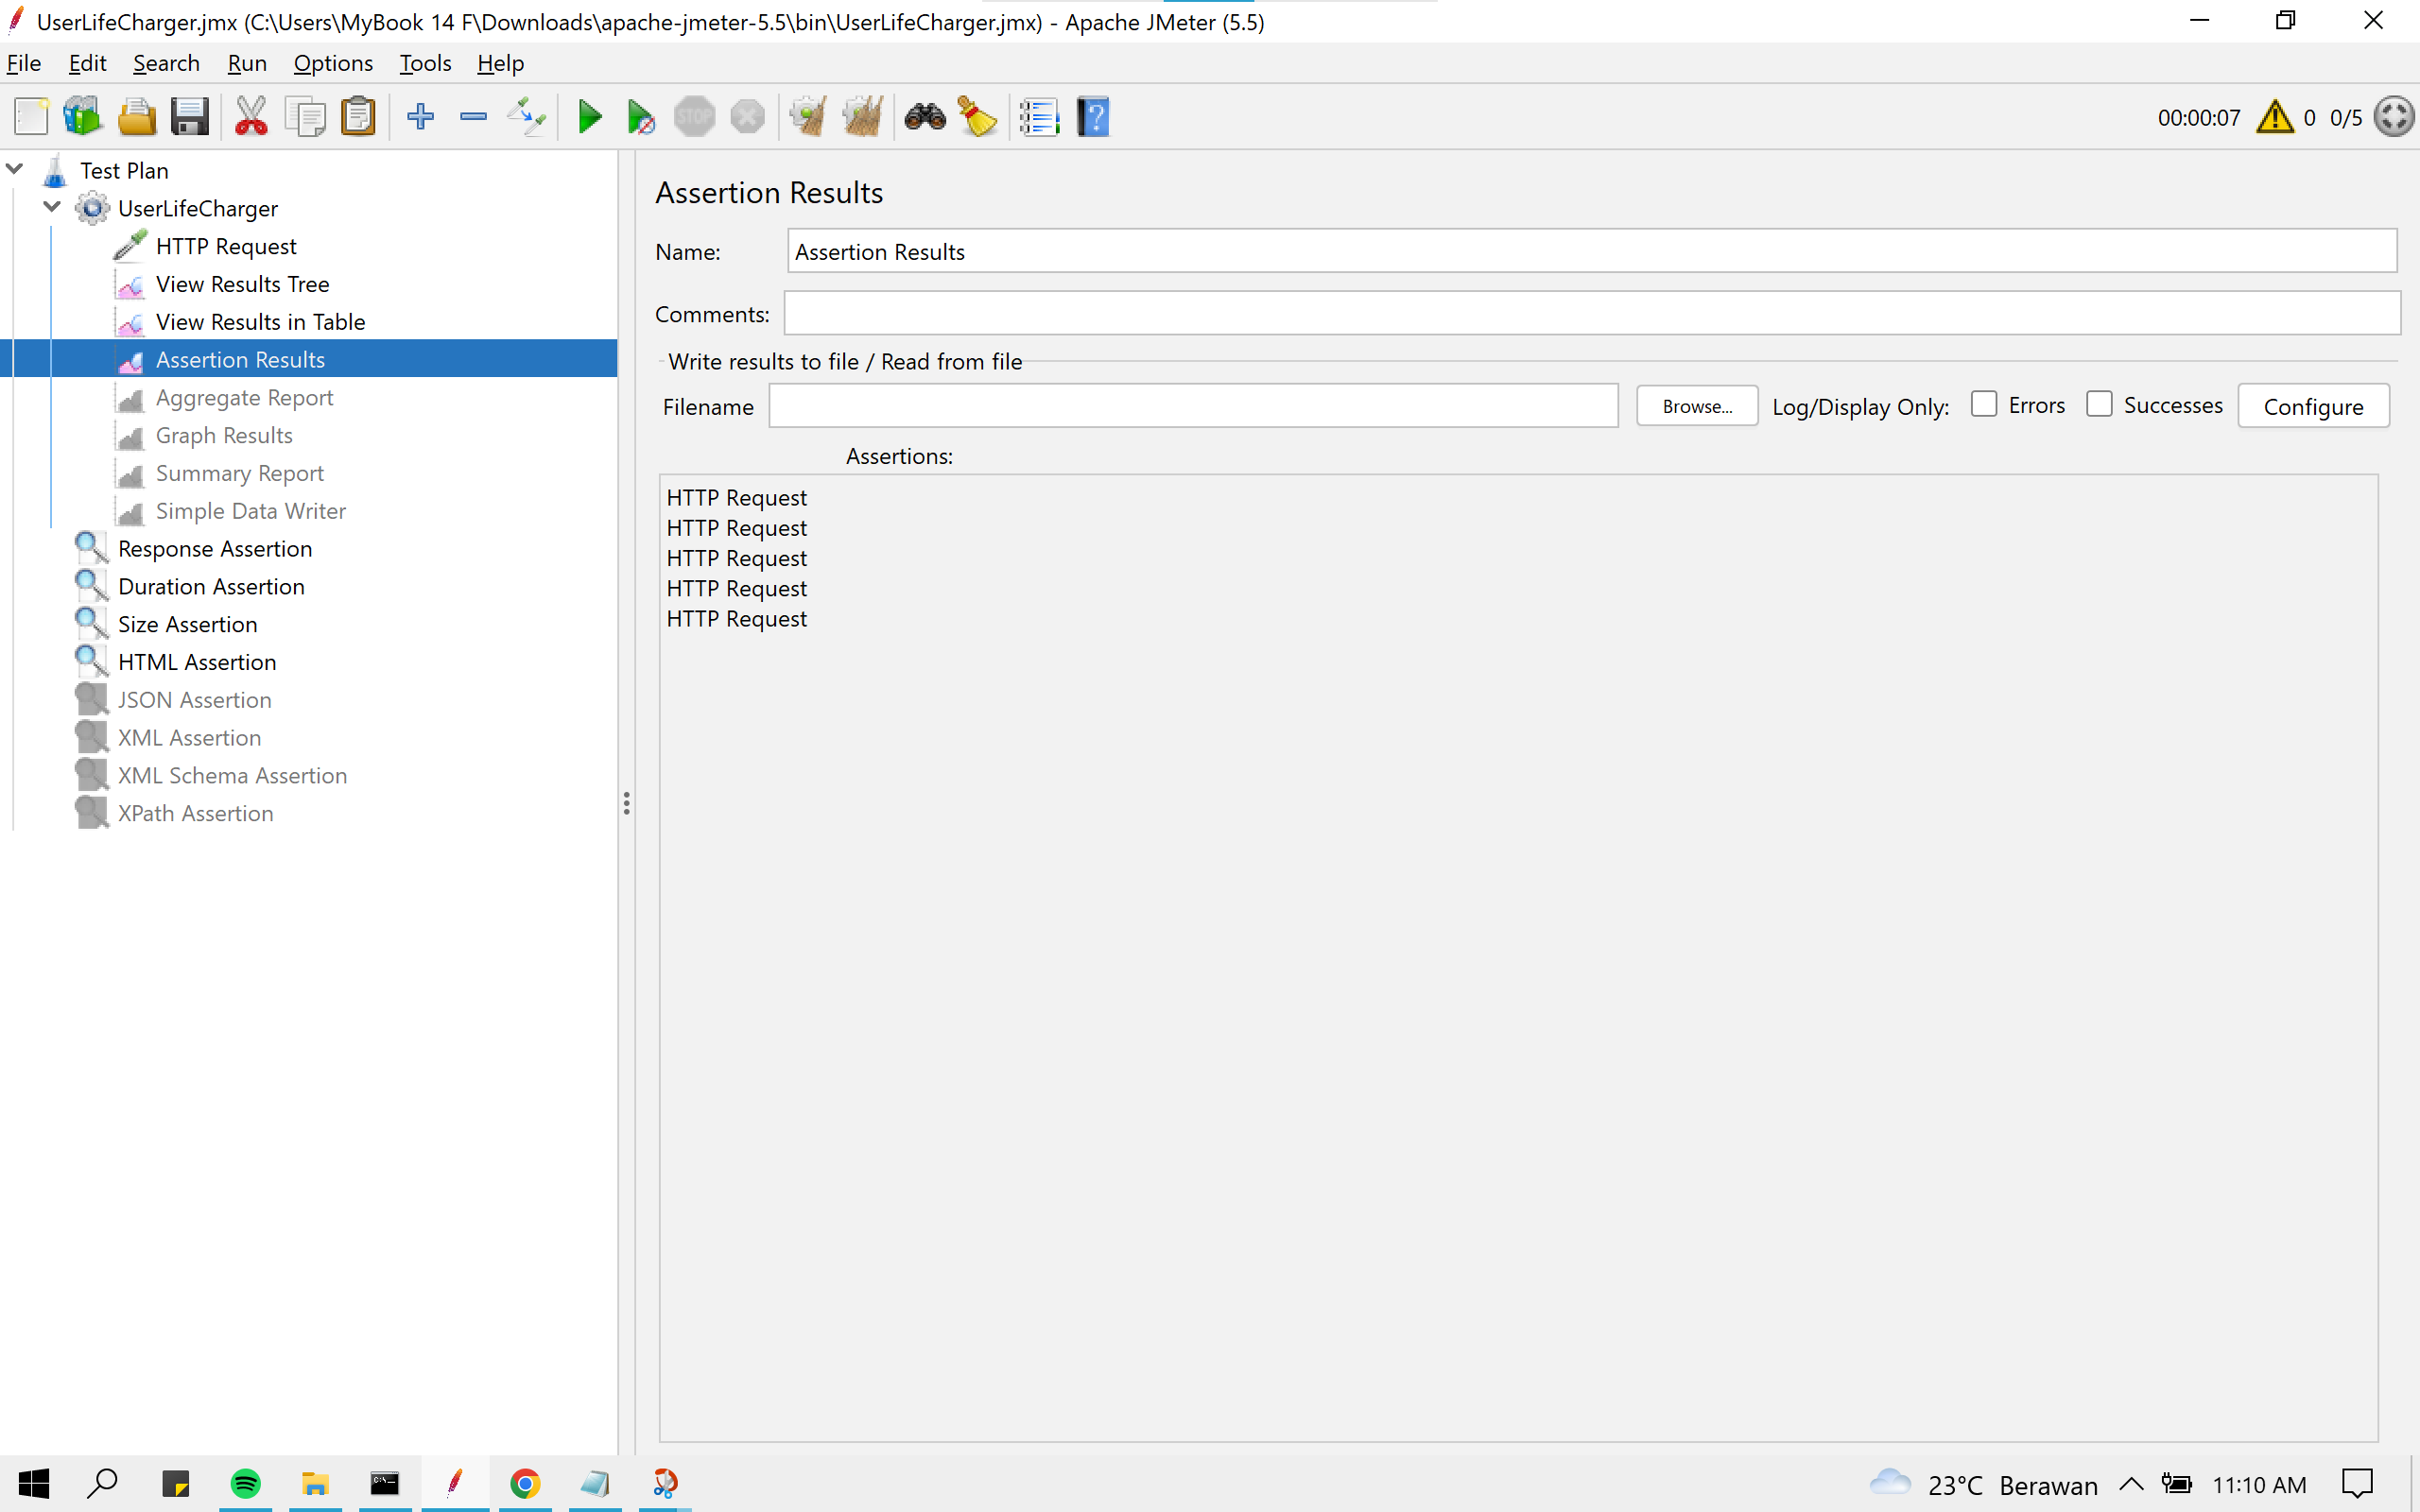 UserLifeCharger.jmx (C:\Users\MyBook 14 F\Downloads\apache-jmeter-5.5\bin\UserLifeCharger.jmx) - Apache JMeter (5.5)
File Edit Search Run Options Tools Help
STOP ? 00:00:07 0 0/5
Test Plan
UserLifeCharger
HTTP Request
View Results Tree
View Results in Table
Assertion Results
Aggregate Report
Graph Results
Summary Report
Simple Data Writer
Response Assertion
Duration Assertion
Size Assertion
HTML Assertion
JSON Assertion
XML Assertion
XML Schema Assertion
XPath Assertion
Assertion Results
Name: Assertion Results
Comments:
Write results to file / Read from file
Filename Browse... Log/Display Only: Errors Successes Configure
Assertions:
HTTP Request
HTTP Request
HTTP Request
HTTP Request
HTTP Request
23°C Berawan 11:10 AM